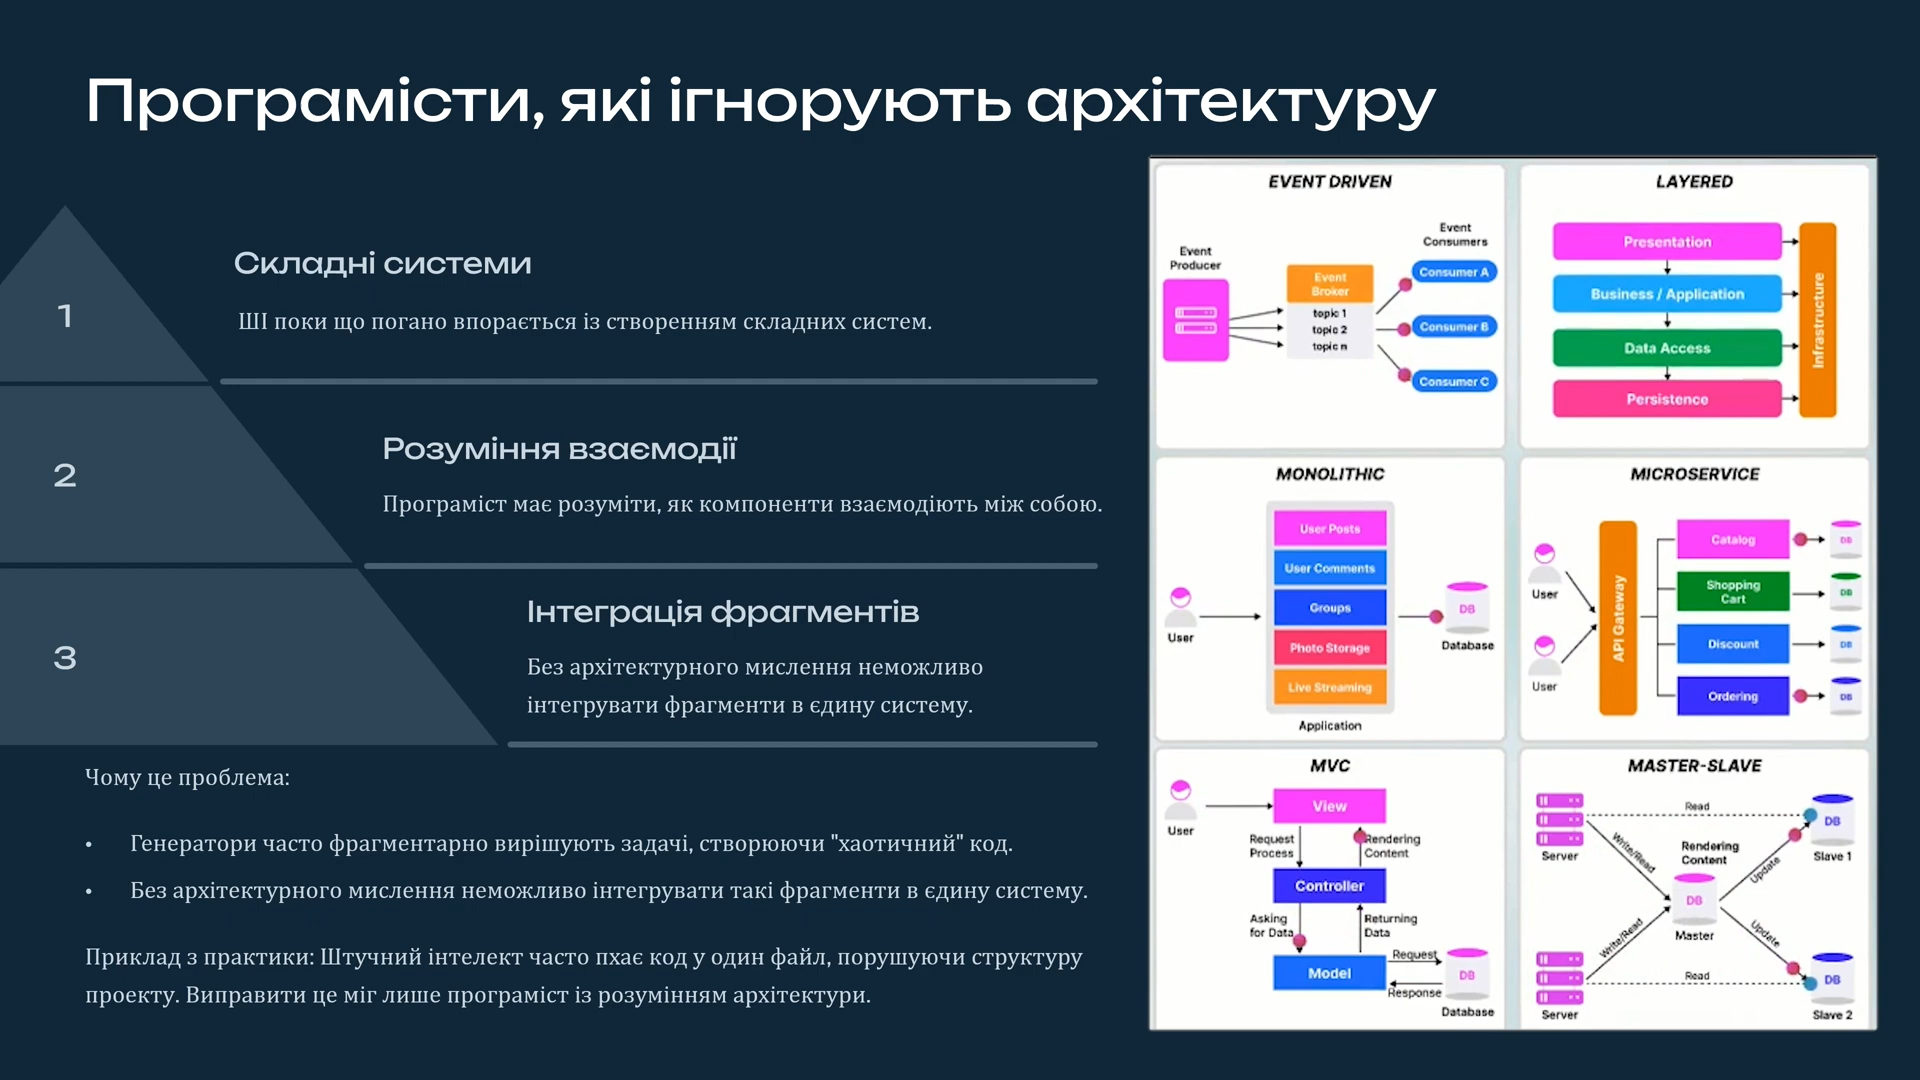 Програмісти, які ігнорують архітектуру
1
Складні системи
ШІ поки що погано впорається із створенням складних систем.
2
Розуміння взаємодії
Програміст має розуміти, як компоненти взаємодіють між собою.
3
Інтеграція фрагментів
Без архітектурного мислення неможливо
інтегрувати фрагменти в єдину систему.
Чому це проблема:
• Генератори часто фрагментарно вирішують задачі, створюючи "хаотичний" код.
• Без архітектурного мислення неможливо інтегрувати такі фрагменти в єдину систему.
Приклад з практики: Штучний інтелект часто пхає код у один файл, порушуючи структуру
проекту. Виправити це міг лише програміст із розумінням архітектури.
EVENT DRIVEN
Event
Producer
Event
Broker
topic 1
topic 2
topic n
Event
Consumers
Consumer A
Consumer B
Consumer C
LAYERED
Presentation
Business / Application
Data Access
Persistence
Infrastructure
MONOLITHIC
User
User Posts
User Comments
Groups
Photo Storage
Live Streaming
Application
DB
Database
MICROSERVICE
User
User
API Gateway
Catalog
DB
Shopping
Cart
DB
Discount
DB
Ordering
DB
MVC
User
View
Request
Process
Rendering
Content
Controller
Asking
for Data
Returning
Data
Model
Request
Response
DB
Database
MASTER-SLAVE
Server
Read
DB
Slave 1
Write/Read
Rendering
Content
Update
DB
Master
Write/Read
Update
Server
Read
DB
Slave 2